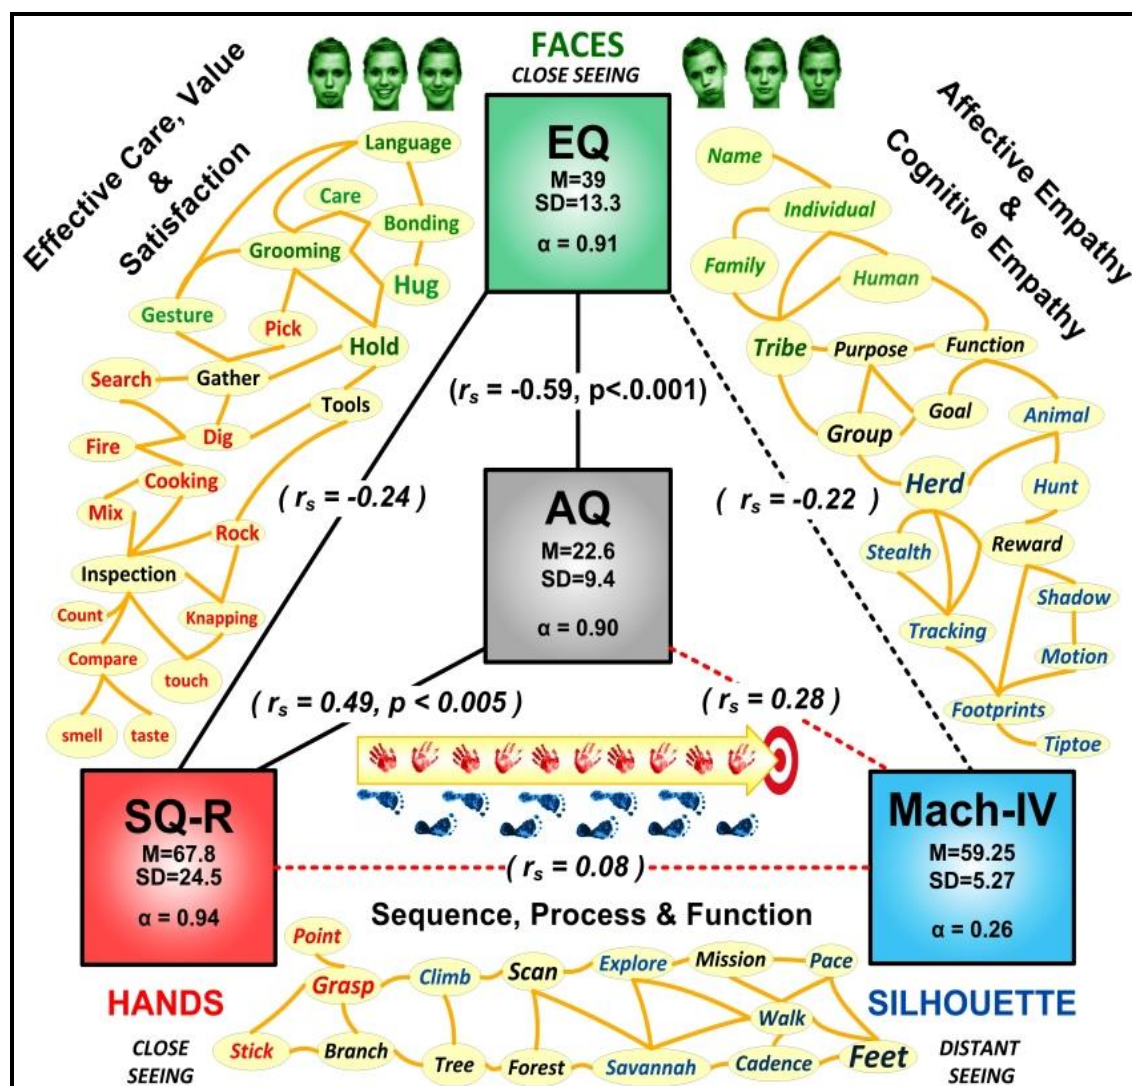 FACES
CLOSE SEEING
Effective Care, Value
&
Satisfaction
Affective Empathy
&
Cognitive Empathy
EQ
M=39
SD=13.3
α = 0.91
Language
Care
Bonding
Grooming
Hug
Gesture
Pick
Hold
Search
Gather
Tools
Fire
Dig
Cooking
Mix
Rock
Inspection
Count
Knapping
Compare
touch
smell
taste
Name
Individual
Family
Human
Tribe
Purpose
Function
Goal
Animal
Group
Herd
Hunt
Stealth
Reward
Shadow
Tracking
Motion
Footprints
Tiptoe
(rs = -0.59, p<.0.001)
( rs = -0.24 )
( rs = -0.22 )
AQ
M=22.6
SD=9.4
α = 0.90
( rs = 0.49, p < 0.005 )
( rs = 0.28 )
SQ-R
M=67.8
SD=24.5
α = 0.94
Mach-IV
M=59.25
SD=5.27
α = 0.26
( rs = 0.08 )
Sequence, Process & Function
Point
Grasp
Climb
Scan
Explore
Mission
Pace
Walk
Stick
Branch
Tree
Forest
Savannah
Cadence
Feet
HANDS
CLOSE
SEEING
SILHOUETTE
DISTANT
SEEING